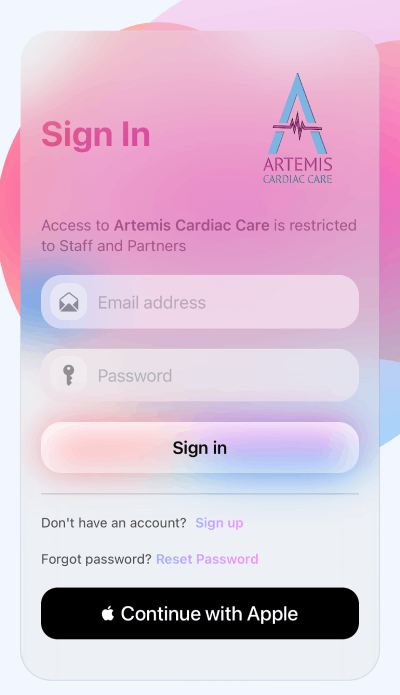 Sign In
ARTEMIS
CARDIAC CARE
Access to Artemis Cardiac Care is restricted
to Staff and Partners
Email address
Password
Sign in
Don't have an account? Sign up
Forgot password? Reset Password
Continue with Apple